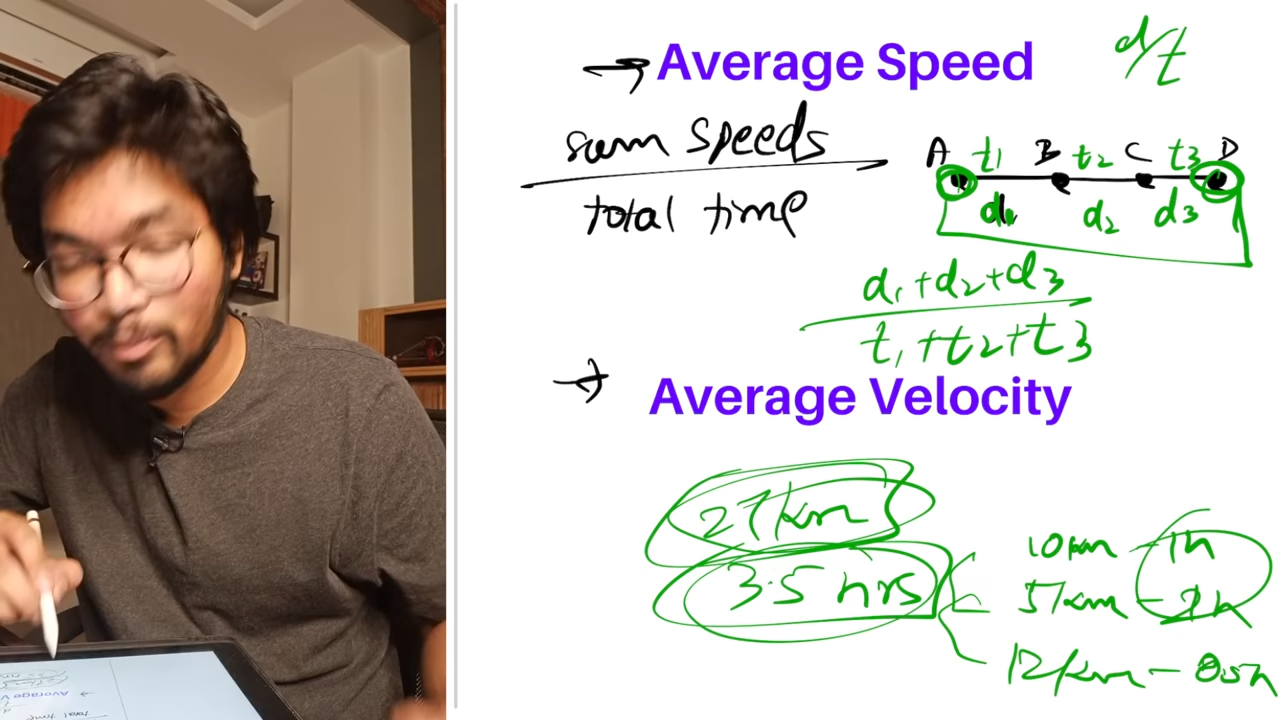 → Average Speed d/t
sum speeds
total time
A t1 B t2 C t3 D
d1 d2 d3
d1+d2+d3
t1+t2+t3
→ Average Velocity
27km
3.5 hrs
10km - 1h
5km - 2h
12km - 0.5h